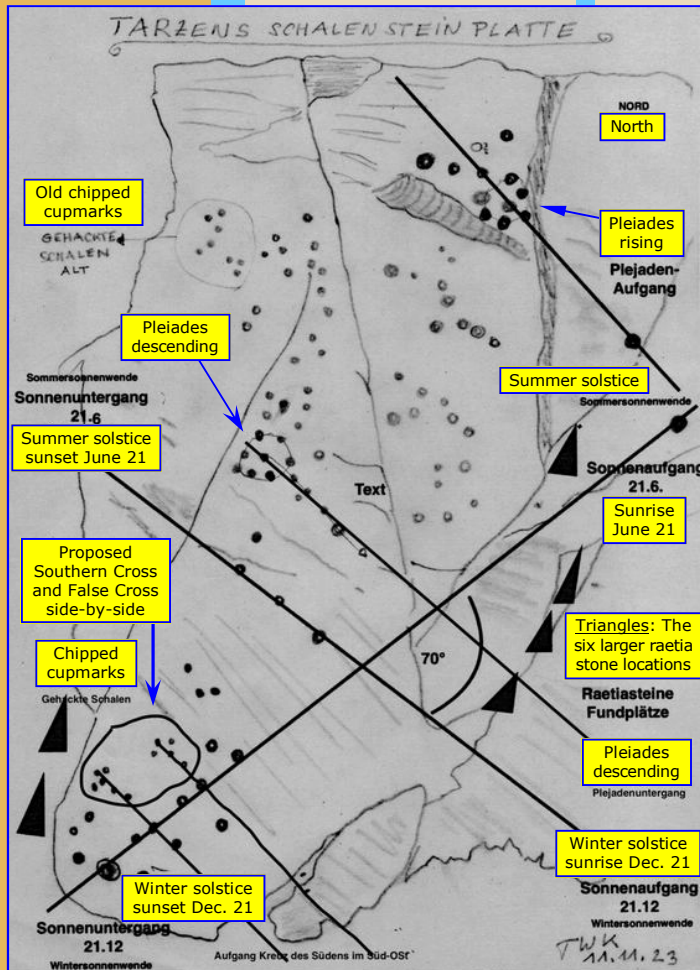 TARZENS SCHALENSTEINPLATTE
NORD
North
Old chipped
cupmarks
GEHACKTE
SCHALEN
ALT
Pleiades
rising
Plejaden-
Aufgang
Pleiades
descending
Sommersonnenwende
Sonnenuntergang
21.6
Summer solstice
sunset June 21
Summer solstice
Sommersonnenwende
Sonnenaufgang
21.6.
Sunrise
June 21
Text
Proposed
Southern Cross
and False Cross
side-by-side
Chipped
cupmarks
Gehackte Schalen
70°
Triangles: The
six larger raetia
stone locations
Raetiasteine
Fundplätze
Pleiades
descending
Plejadenuntergang
Winter solstice
sunrise Dec. 21
Sonnenaufgang
21.12
Wintersonnenwende
Winter solstice
sunset Dec. 21
Sonnenuntergang
21.12
Wintersonnenwende
Aufgang Kreuz des Südens im Süd-OSt
TWK
11.11.23